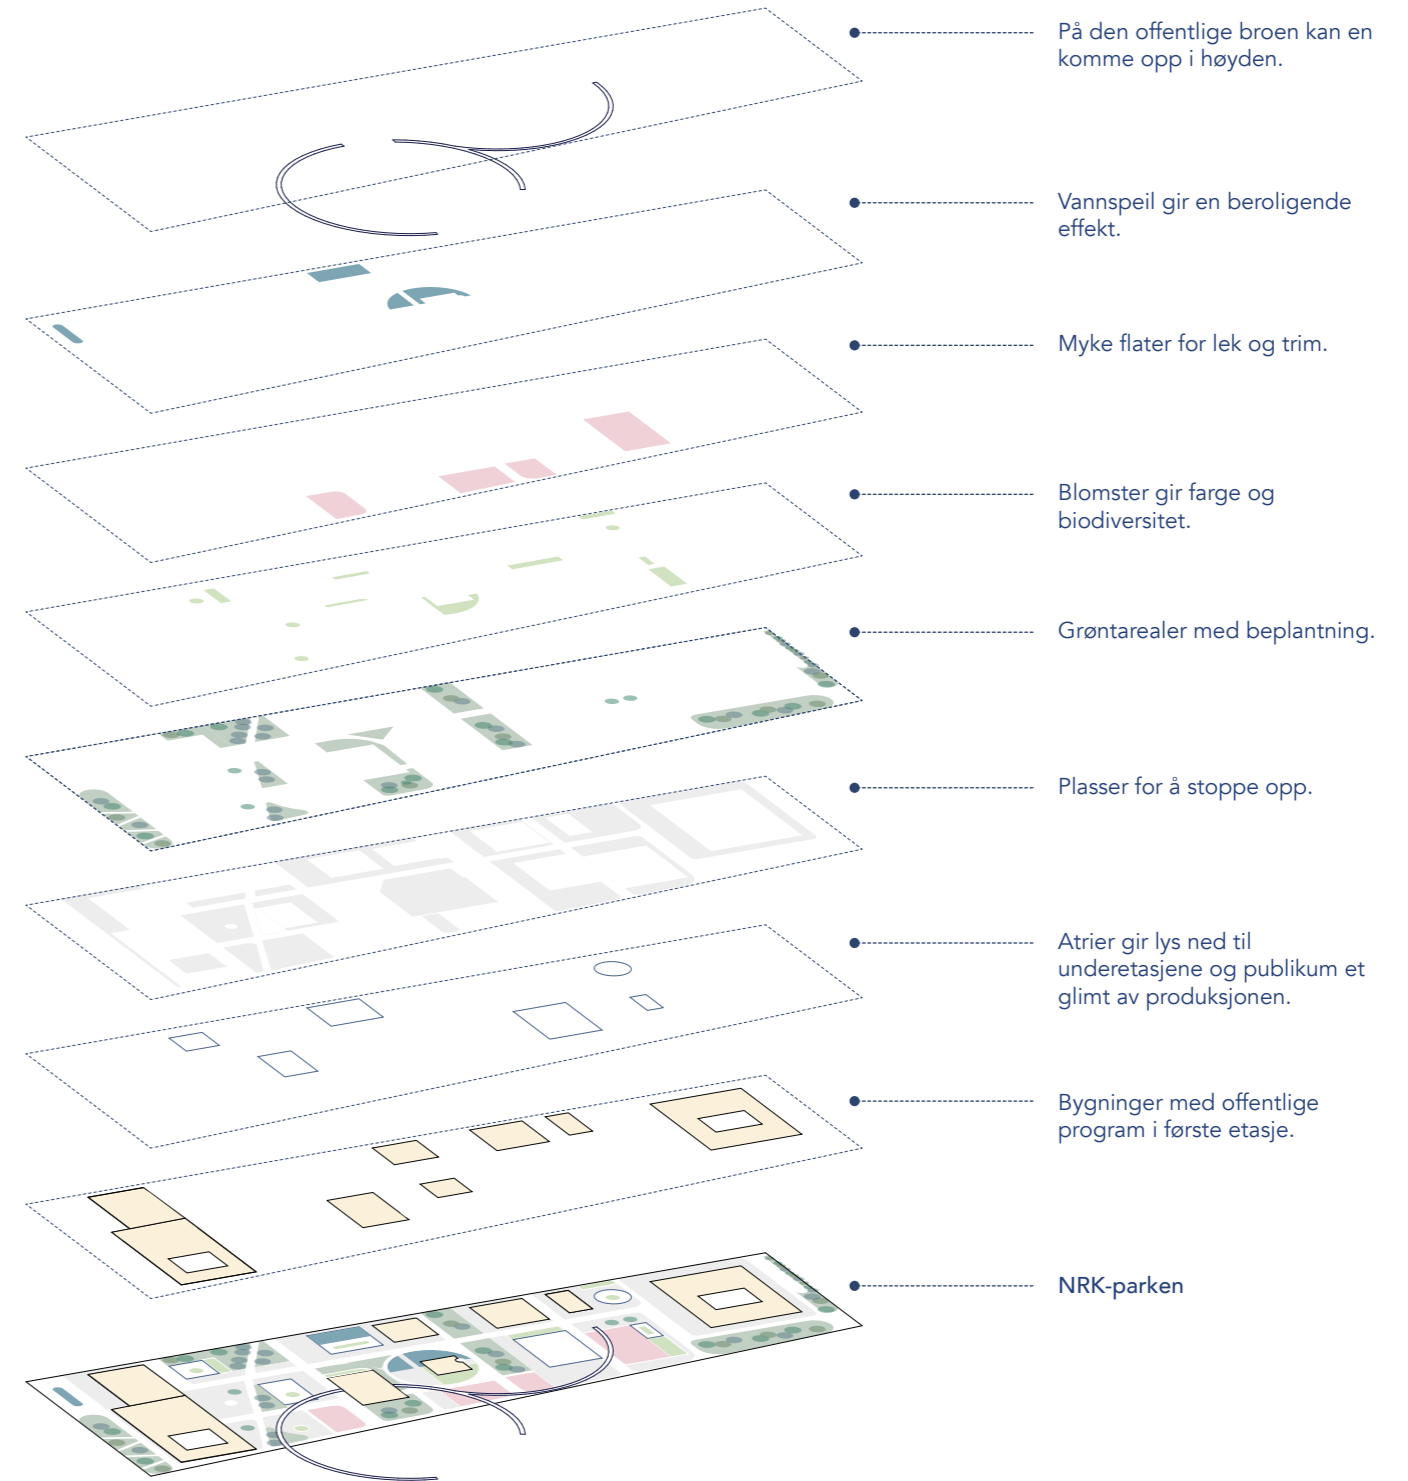 På den offentlige broen kan en
komme opp i høyden.
Vannspeil gir en beroligende
effekt.
Myke flater for lek og trim.
Blomster gir farge og
biodiversitet.
Grøntarealer med beplantning.
Plasser for å stoppe opp.
Atrier gir lys ned til
underetasjene og publikum et
glimt av produksjonen.
Bygninger med offentlige
program i første etasje.
NRK-parken